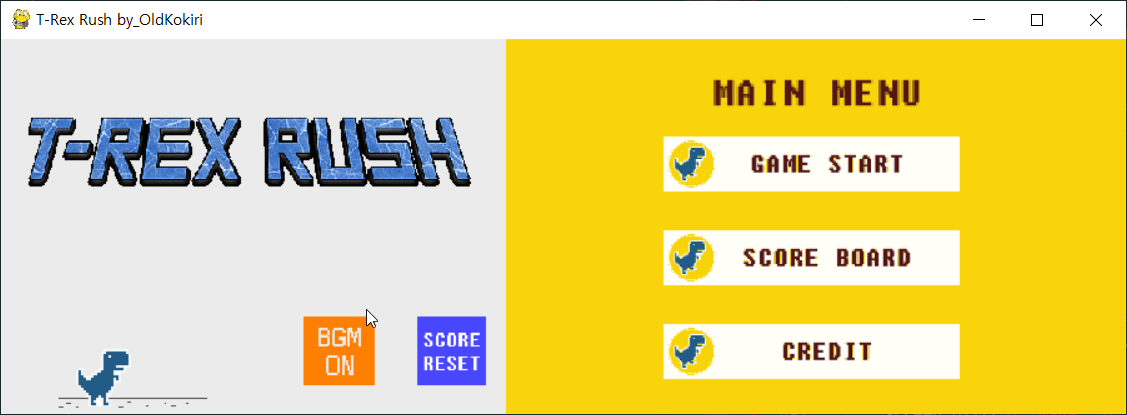 T-Rex Rush by_OldKokiri
T-REX RUSH
BGM
ON
SCORE
RESET
MAIN MENU
GAME START
SCORE BOARD
CREDIT